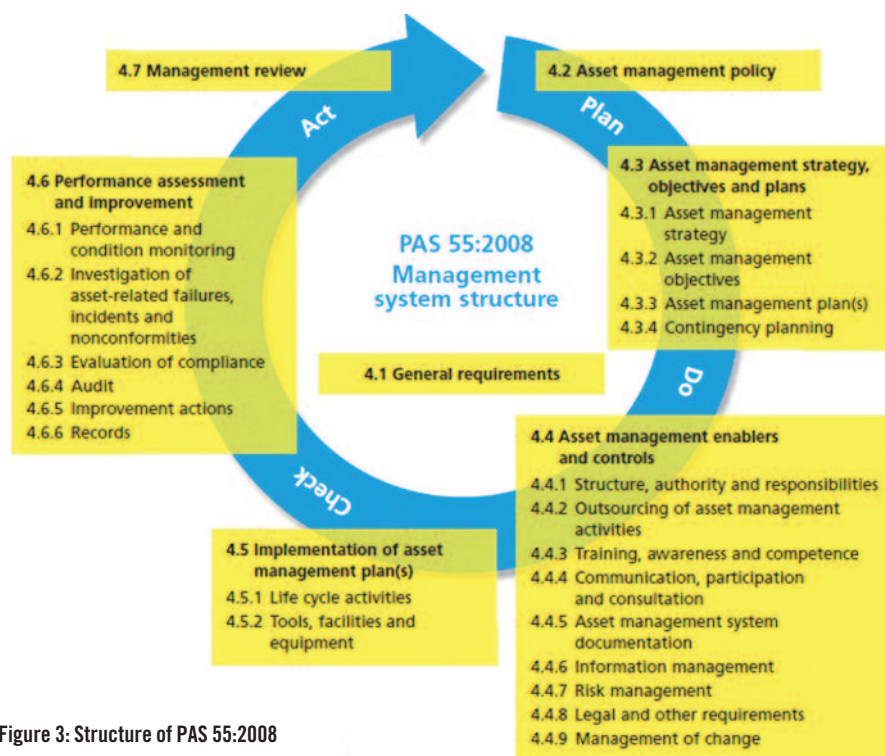 4.7 Management review
4.2 Asset management policy
Act
Plan
4.3 Asset management strategy,
objectives and plans
4.3.1 Asset management
strategy
4.3.2 Asset management
objectives
4.3.3 Asset management plan(s)
4.3.4 Contingency planning
4.6 Performance assessment
and improvement
4.6.1 Performance and
condition monitoring
4.6.2 Investigation of
asset-related failures,
incidents and
nonconformities
4.6.3 Evaluation of compliance
4.6.4 Audit
4.6.5 Improvement actions
4.6.6 Records
PAS 55:2008
Management
system structure
4.1 General requirements
Do
4.4 Asset management enablers
and controls
4.4.1 Structure, authority and responsibilities
4.4.2 Outsourcing of asset management
activities
4.4.3 Training, awareness and competence
4.4.4 Communication, participation
and consultation
4.4.5 Asset management system
documentation
4.4.6 Information management
4.4.7 Risk management
4.4.8 Legal and other requirements
4.4.9 Management of change
Check
4.5 Implementation of asset
management plan(s)
4.5.1 Life cycle activities
4.5.2 Tools, facilities and
equipment
Figure 3: Structure of PAS 55:2008